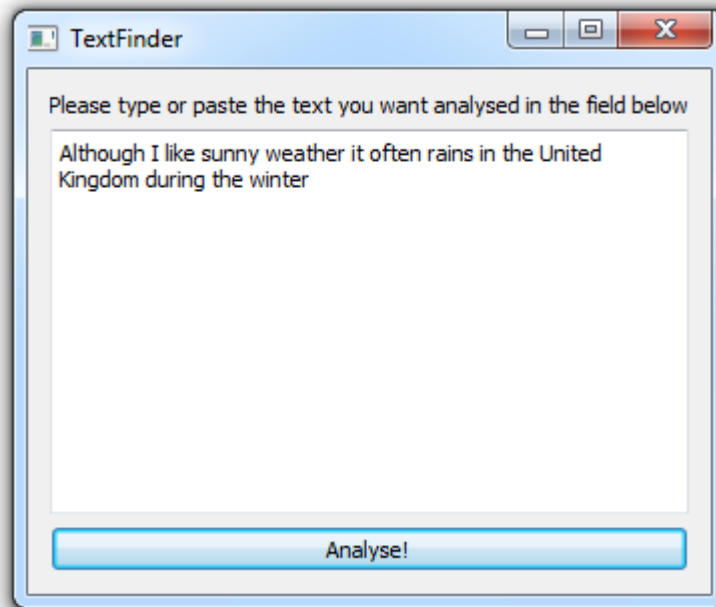 TextFinder
Please type or paste the text you want analysed in the field below
Although I like sunny weather it often rains in the United
Kingdom during the winter
Analyse!